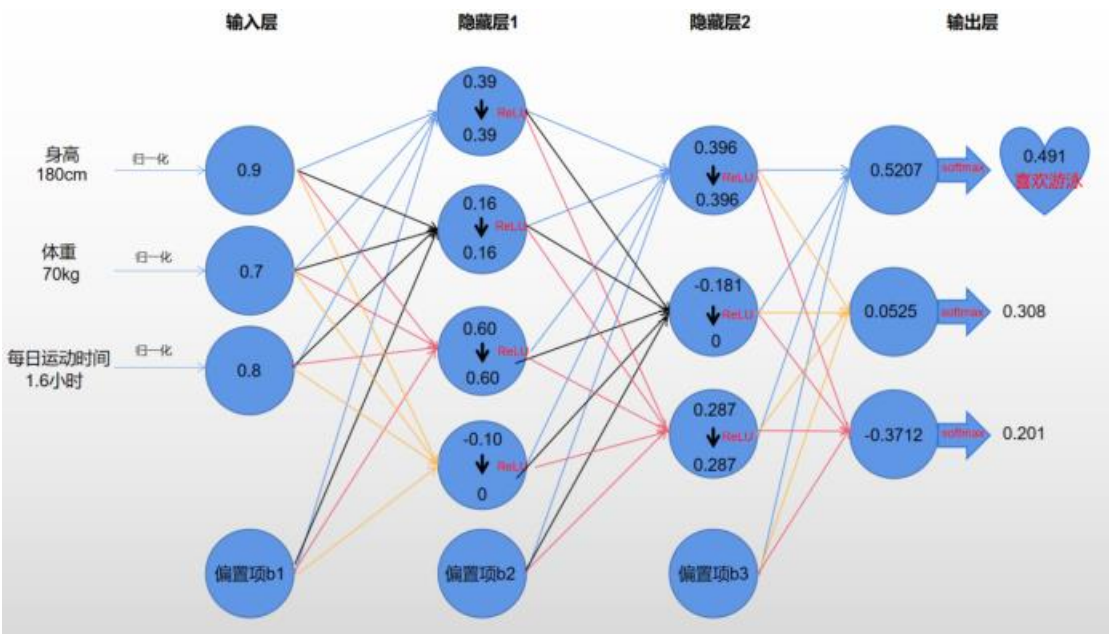 输入层
隐藏层1
隐藏层2
输出层
身高
180cm
归一化
0.9
体重
70kg
归一化
0.7
每日运动时间
1.6小时
归一化
0.8
偏置项b1
0.39
ReLU
0.39
0.16
ReLU
0.16
0.60
ReLU
0.60
-0.10
ReLU
0
偏置项b2
0.396
ReLU
0.396
-0.181
ReLU
0
0.287
ReLU
0.287
偏置项b3
0.5207
softmax
0.491
喜欢游泳
0.0525
softmax
0.308
-0.3712
softmax
0.201